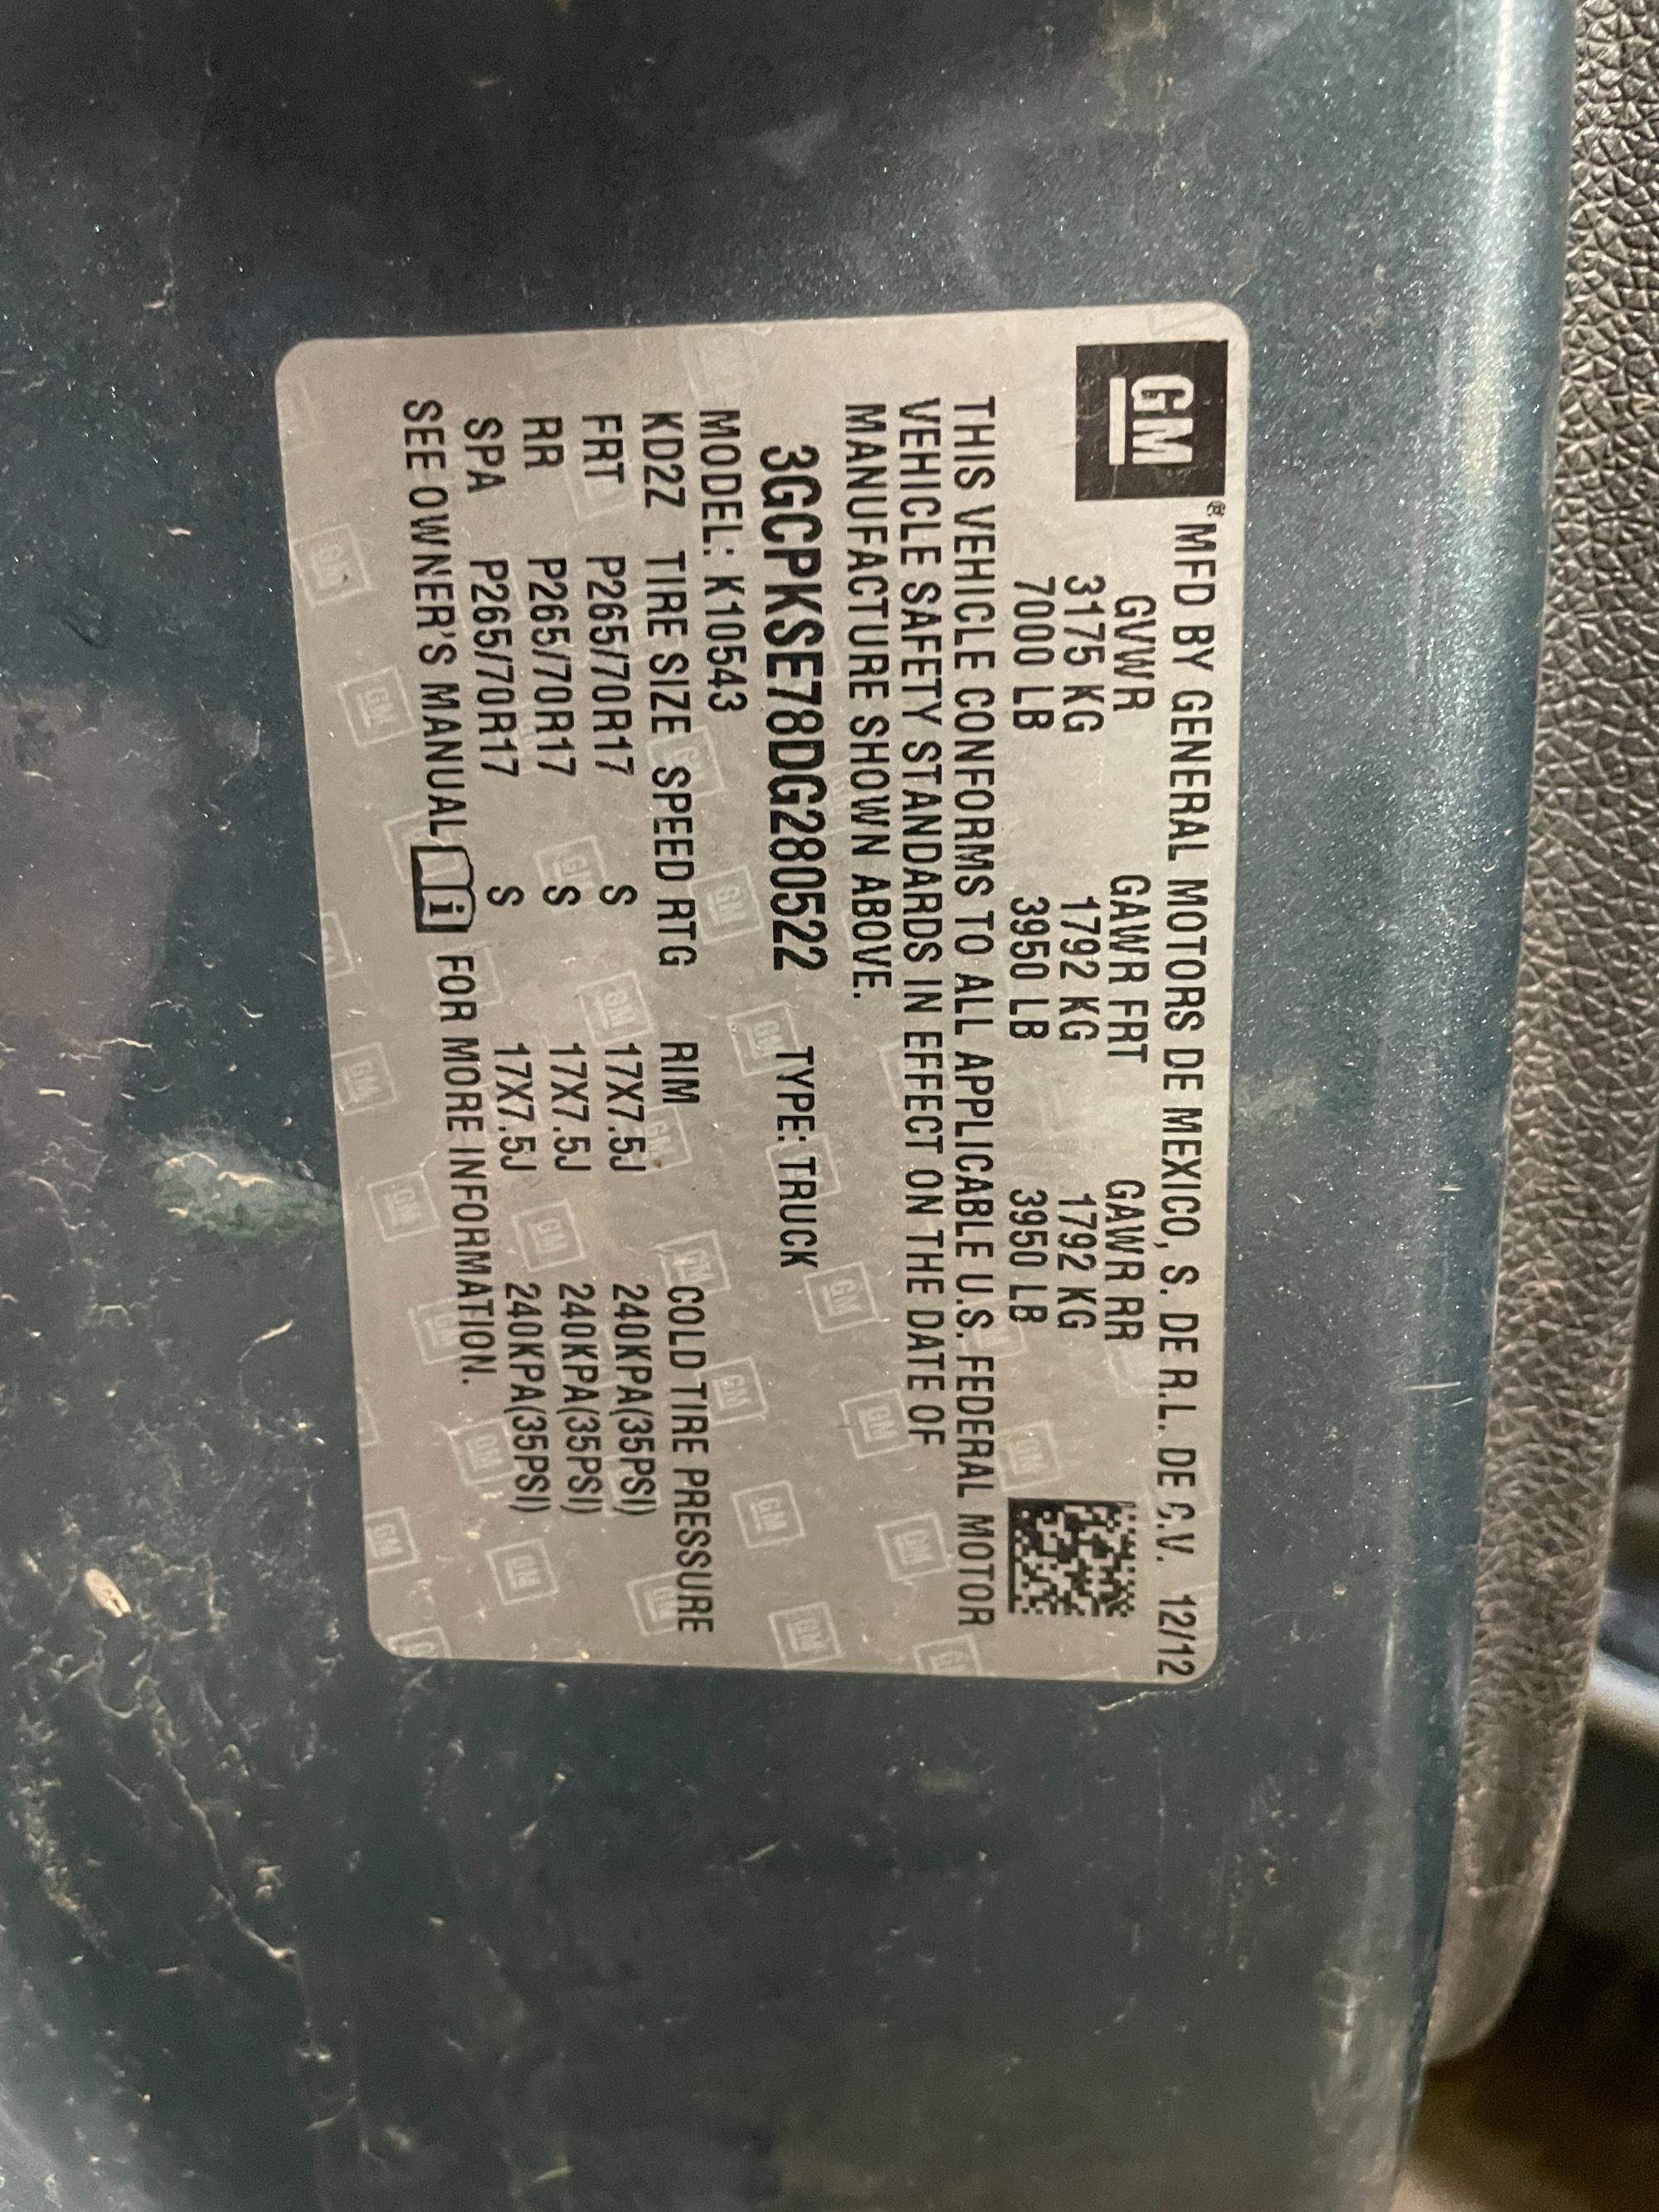 GM® MFD BY GENERAL MOTORS DE MEXICO, S. DE R.L. DE C.V. 12/12
GVWR GAWR FRT GAWR RR
3175 KG 1792 KG 1792 KG
7000 LB 3950 LB 3950 LB
THIS VEHICLE CONFORMS TO ALL APPLICABLE U.S. FEDERAL MOTOR
VEHICLE SAFETY STANDARDS IN EFFECT ON THE DATE OF
MANUFACTURE SHOWN ABOVE.
3GCPKSE78DG280522 TYPE: TRUCK
MODEL: K10543
KD2Z TIRE SIZE SPEED RTG RIM COLD TIRE PRESSURE
FRT P265/70R17 S 17X7.5J 240KPA(35PSI)
RR P265/70R17 S 17X7.5J 240KPA(35PSI)
SPA P265/70R17 S 17X7.5J 240KPA(35PSI)
SEE OWNER'S MANUAL i FOR MORE INFORMATION.